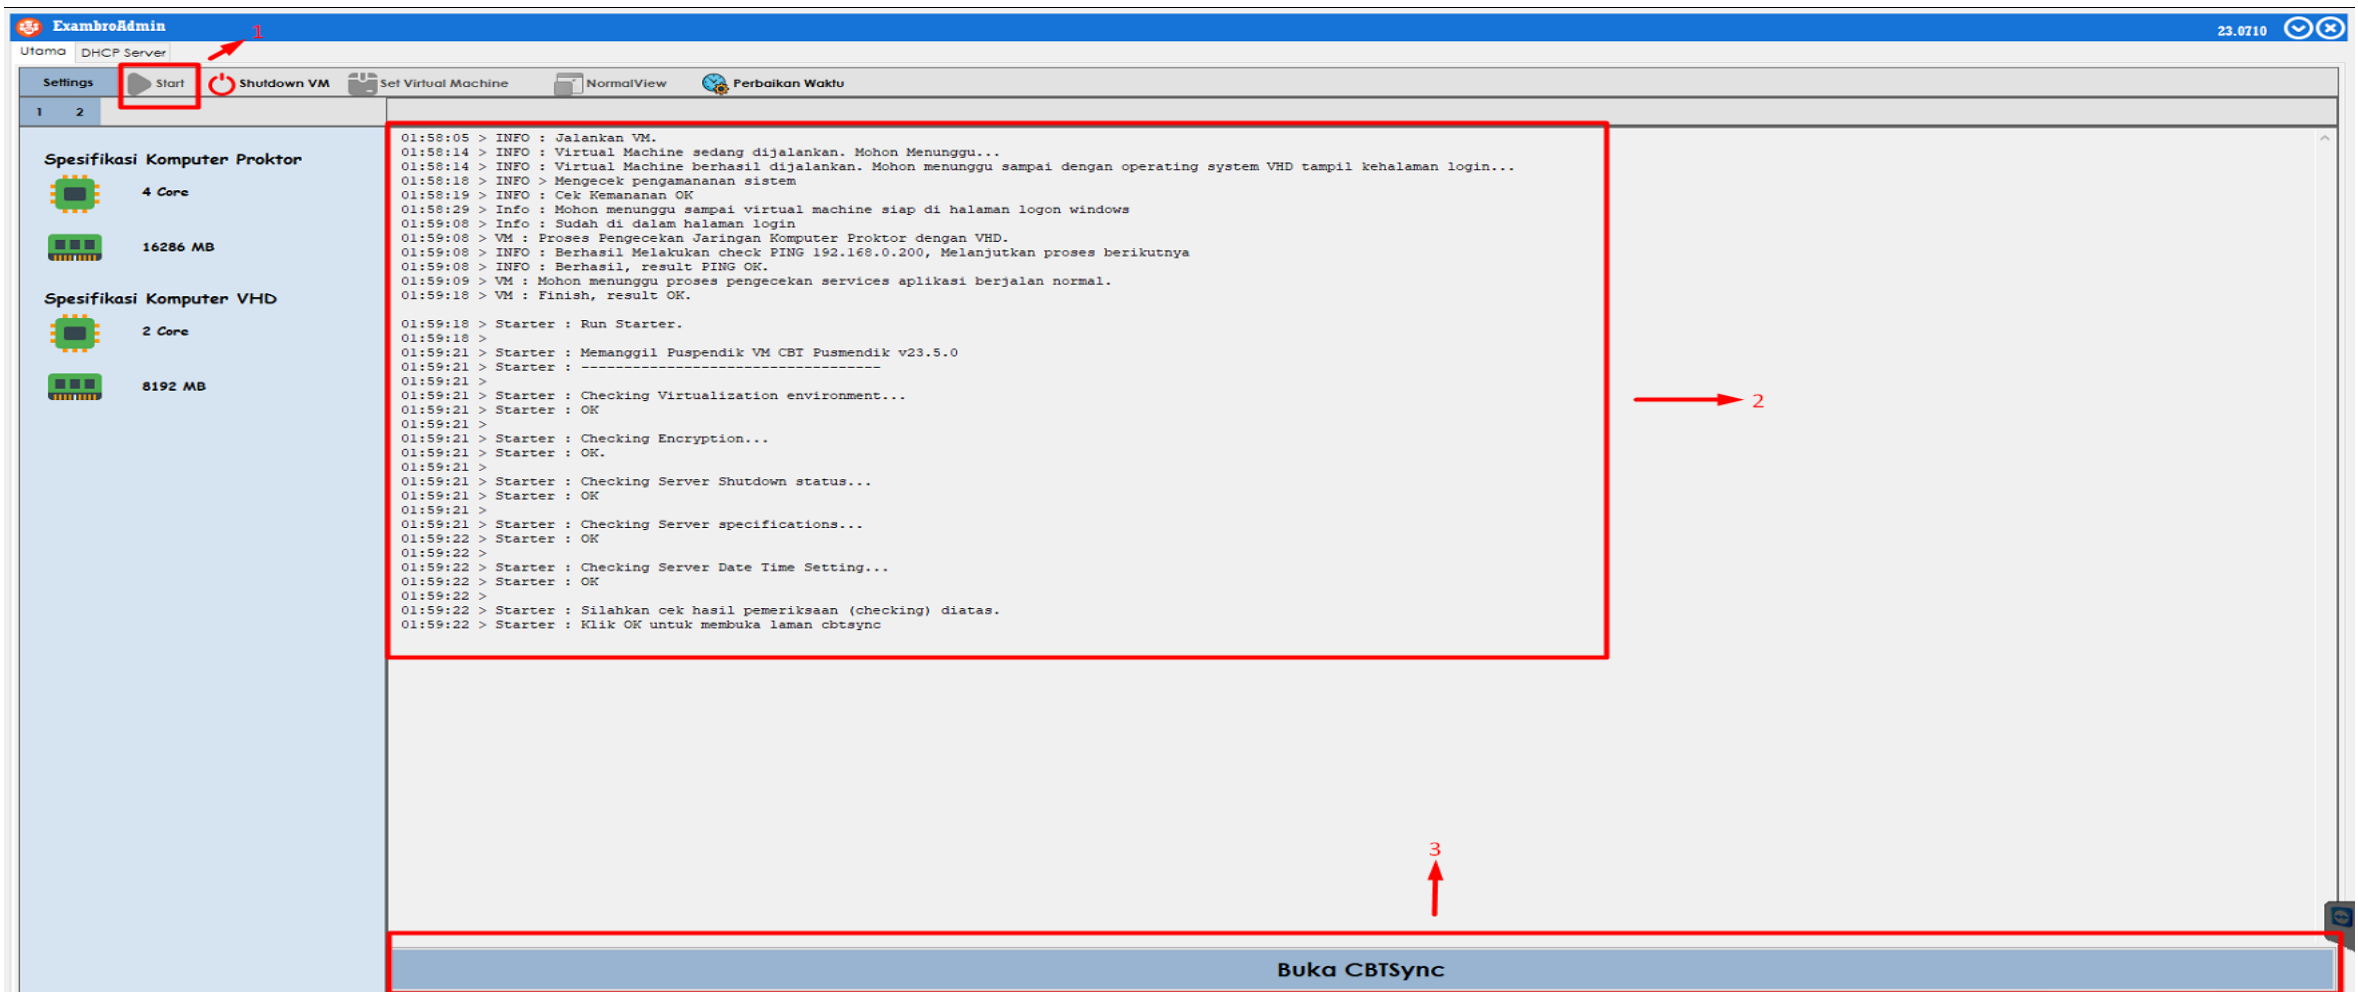 ExambroAdmin
23.0710
1
Utama DHCP Server
Settings Start Shutdown VM Set Virtual Machine NormalView Perbaikan Waktu
1 2
Spesifikasi Komputer Proktor
4 Core
16286 MB
Spesifikasi Komputer VHD
2 Core
8192 MB
01:58:05 > INFO : Jalankan VM.
01:58:14 > INFO : Virtual Machine sedang dijalankan. Mohon Menunggu...
01:58:14 > INFO : Virtual Machine berhasil dijalankan. Mohon menunggu sampai dengan operating system VHD tampil kehalaman login...
01:58:18 > INFO > Mengecek pengamananan sistem
01:58:19 > INFO : Cek Kemananan OK
01:58:29 > Info : Mohon menunggu sampai virtual machine siap di halaman logon windows
01:59:08 > Info : Sudah di dalam halaman login
01:59:08 > VM : Proses Pengecekan Jaringan Komputer Proktor dengan VHD.
01:59:08 > INFO : Berhasil Melakukan check PING 192.168.0.200, Melanjutkan proses berikutnya
01:59:08 > INFO : Berhasil, result PING OK.
01:59:09 > VM : Mohon menunggu proses pengecekan services aplikasi berjalan normal.
01:59:18 > VM : Finish, result OK.
01:59:18 > Starter : Run Starter.
01:59:18 >
01:59:21 > Starter : Memanggil Puspendik VM CBT Pusmendik v23.5.0
01:59:21 > Starter : -----------------------------------
01:59:21 >
01:59:21 > Starter : Checking Virtualization environment...
01:59:21 > Starter : OK
01:59:21 >
01:59:21 > Starter : Checking Encryption...
01:59:21 > Starter : OK.
01:59:21 >
01:59:21 > Starter : Checking Server Shutdown status...
01:59:21 > Starter : OK
01:59:21 >
01:59:21 > Starter : Checking Server specifications...
01:59:22 > Starter : OK
01:59:22 >
01:59:22 > Starter : Checking Server Date Time Setting...
01:59:22 > Starter : OK
01:59:22 >
01:59:22 > Starter : Silahkan cek hasil pemeriksaan (checking) diatas.
01:59:22 > Starter : Klik OK untuk membuka laman cbtsync
2
3
Buka CBTSync